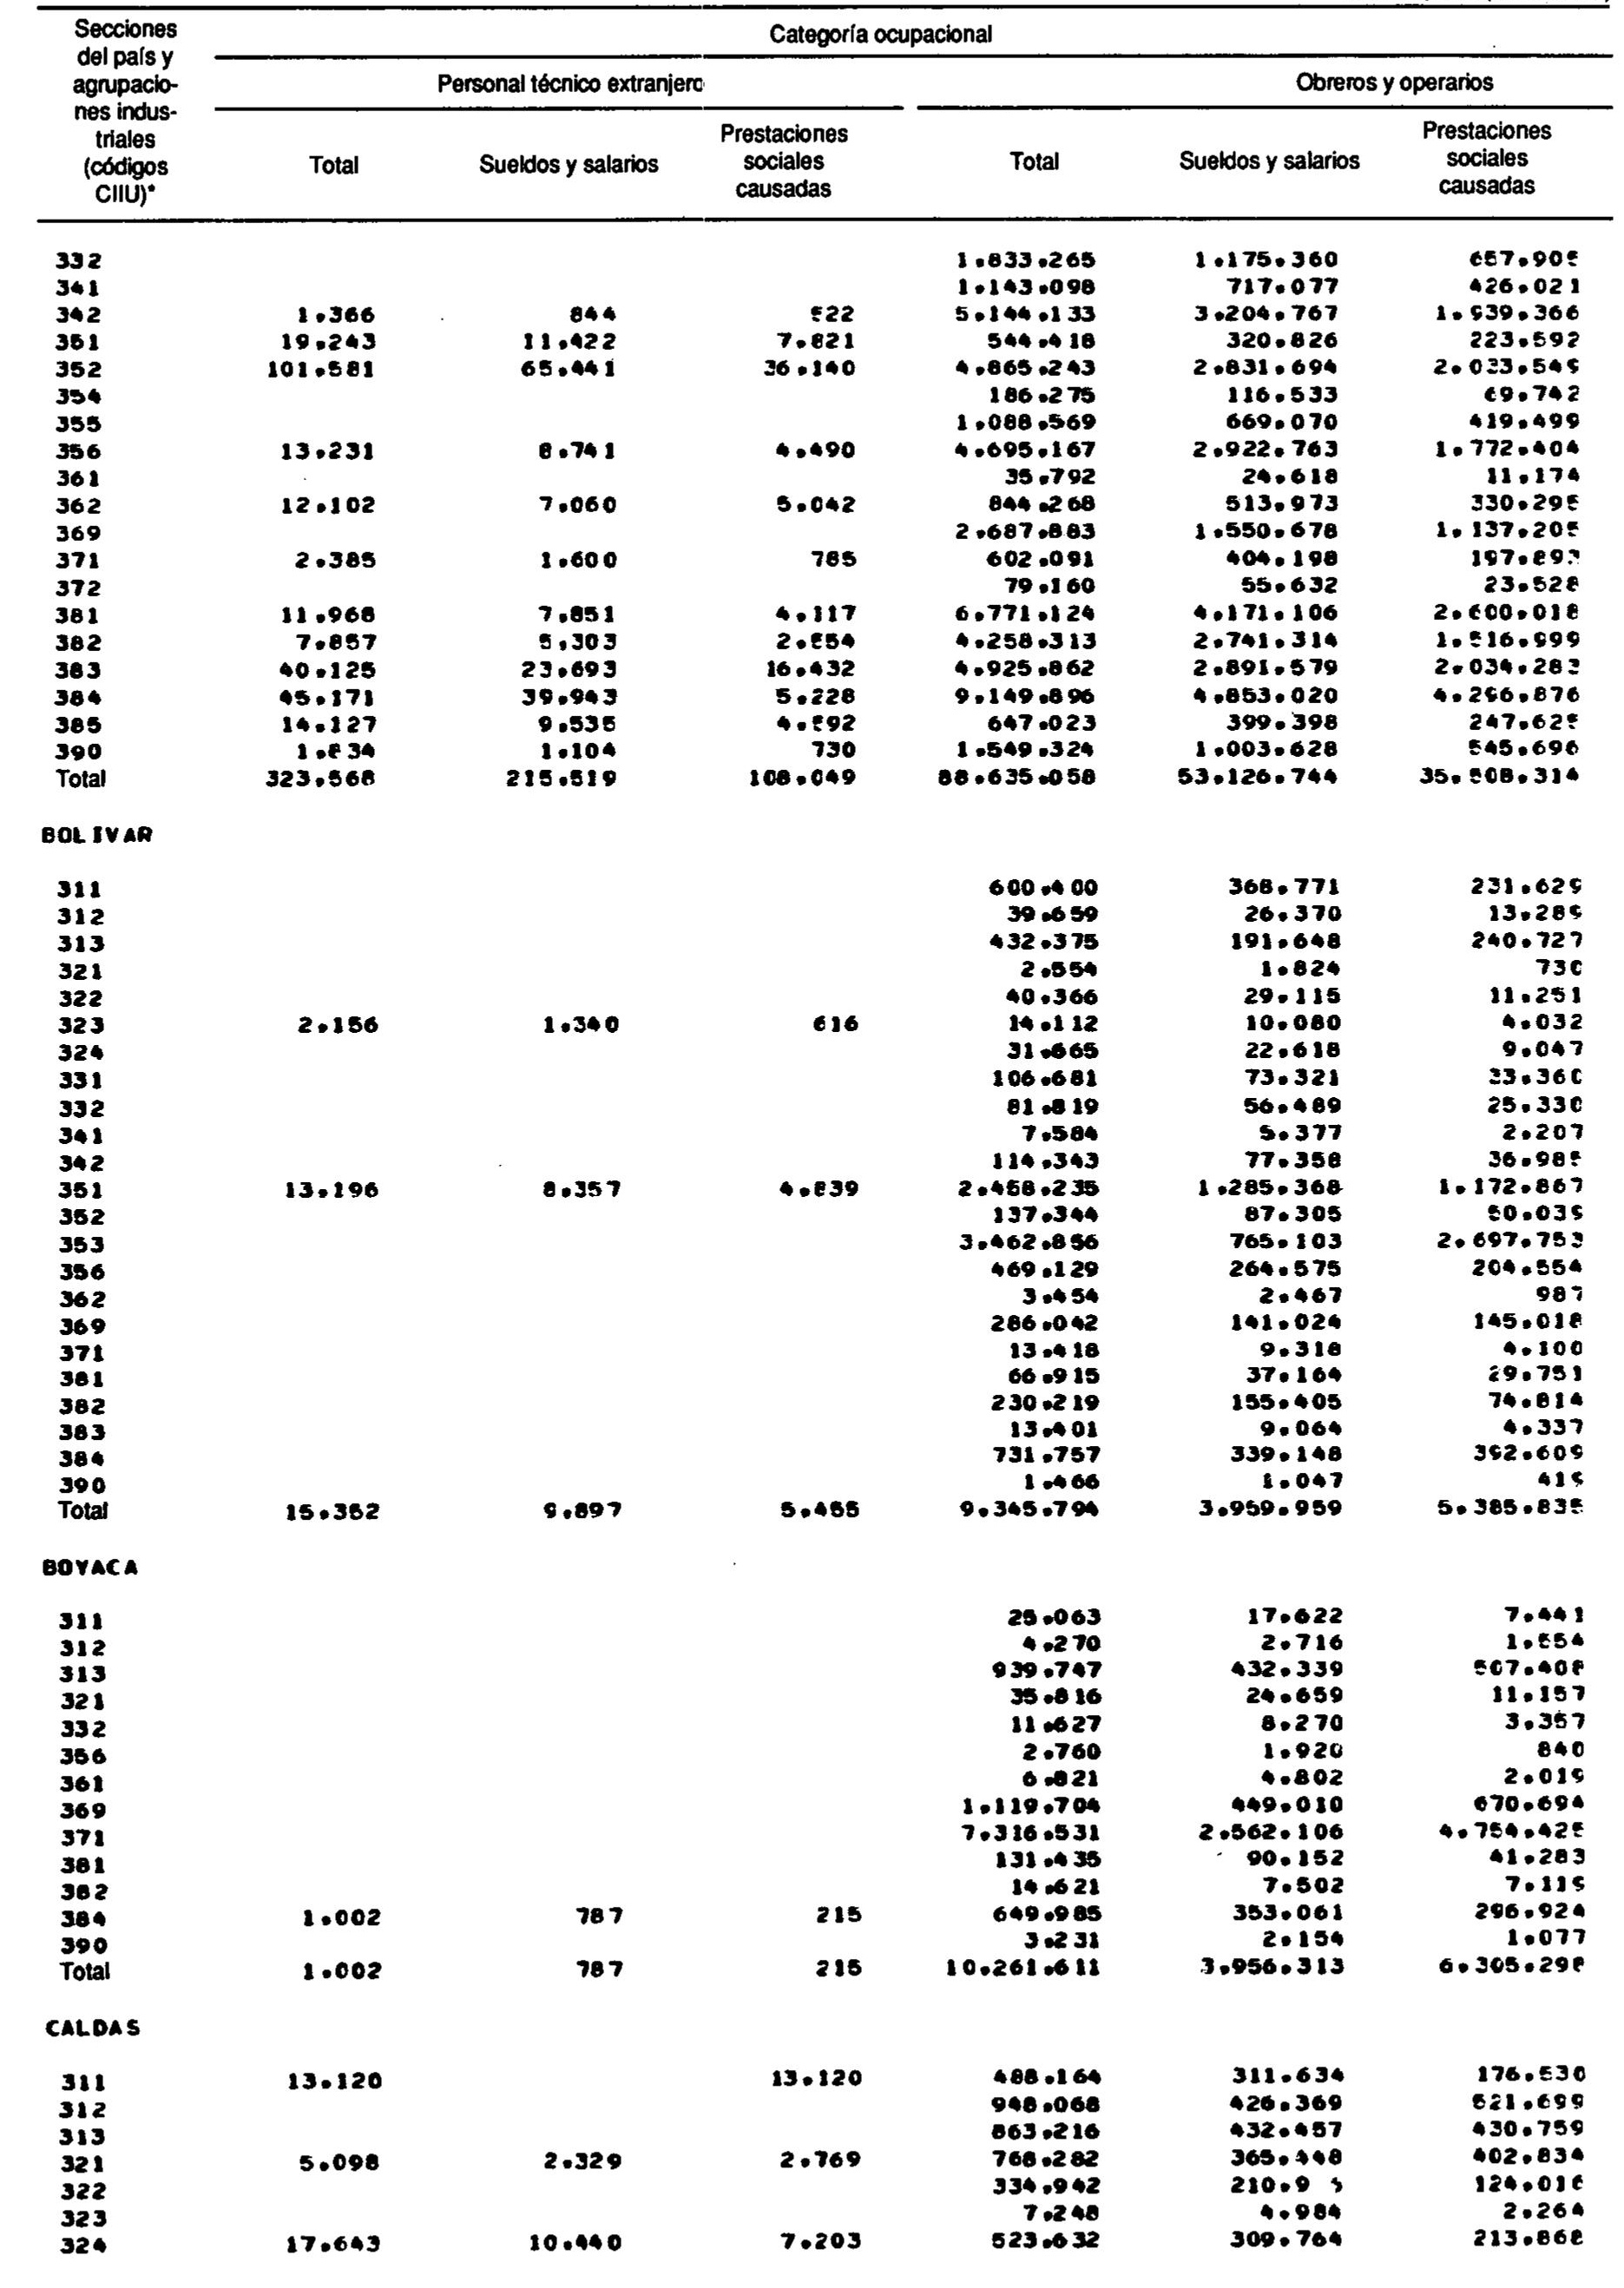 Secciones del país y agrupacio- nes indus- triales (códigos CIIU)*
Categoría ocupacional
Personal técnico extranjero Obreros y operarios
Total Sueldos y salarios Prestaciones sociales causadas Total Sueldos y salarios Prestaciones sociales causadas
332 1.833.265 1.175.360 657.905
341 1.143.098 717.077 426.021
342 1.366 844 522 5.144.133 3.204.767 1.939.366
351 19.243 11.422 7.821 544.418 320.826 223.592
352 101.581 65.441 36.140 4.865.243 2.831.694 2.033.549
354 186.275 116.533 69.742
355 1.088.569 669.070 419.499
356 13.231 8.741 4.490 4.695.167 2.922.763 1.772.404
361 35.792 24.618 11.174
362 12.102 7.060 5.042 844.268 513.973 330.295
369 2.687.883 1.550.678 1.137.205
371 2.385 1.600 785 602.091 404.198 197.893
372 79.160 55.632 23.528
381 11.968 7.851 4.117 6.771.124 4.171.106 2.600.018
382 7.857 5.303 2.554 4.258.313 2.741.314 1.516.999
383 40.125 23.693 16.432 4.925.862 2.891.579 2.034.283
384 45.171 39.943 5.228 9.149.896 4.853.020 4.296.876
385 14.127 9.535 4.592 647.023 399.398 247.625
390 1.834 1.104 730 1.549.324 1.003.628 545.696
Total 323.568 215.519 108.049 88.635.058 53.126.744 35.508.314
BOLIVAR
311 600.400 368.771 231.629
312 39.659 26.370 13.289
313 432.375 191.648 240.727
321 2.554 1.824 730
322 40.366 29.115 11.251
323 2.156 1.540 616 14.112 10.080 4.032
324 31.665 22.618 9.047
331 106.681 73.321 33.360
332 81.819 56.489 25.330
341 7.584 5.377 2.207
342 114.343 77.358 36.985
351 13.196 8.357 4.839 2.458.235 1.285.368 1.172.867
352 137.344 87.305 50.039
353 3.462.856 765.103 2.697.753
356 469.129 264.575 204.554
362 3.454 2.467 987
369 286.042 141.024 145.018
371 13.418 9.318 4.100
381 66.915 37.164 29.751
382 230.219 155.405 74.814
383 13.401 9.064 4.337
384 731.757 339.148 392.609
390 1.466 1.047 419
Total 15.352 9.897 5.455 9.345.794 3.959.959 5.385.835
BOYACA
311 25.063 17.622 7.441
312 4.270 2.716 1.554
313 939.747 432.339 507.408
321 35.816 24.659 11.157
332 11.627 8.270 3.357
356 2.760 1.920 840
361 6.821 4.802 2.019
369 1.119.704 449.010 670.694
371 7.316.531 2.562.106 4.754.425
381 131.435 90.152 41.283
382 14.621 7.502 7.119
384 1.002 787 215 649.985 353.061 296.924
390 3.231 2.154 1.077
Total 1.002 787 215 10.261.611 3.956.313 6.305.298
CALDAS
311 13.120 13.120 488.164 311.634 176.530
312 948.068 426.369 521.699
313 863.216 432.457 430.759
321 5.098 2.329 2.769 768.282 365.448 402.834
322 334.942 124.016
323 7.248 4.984 2.264
324 17.643 10.440 7.203 523.632 309.764 213.868